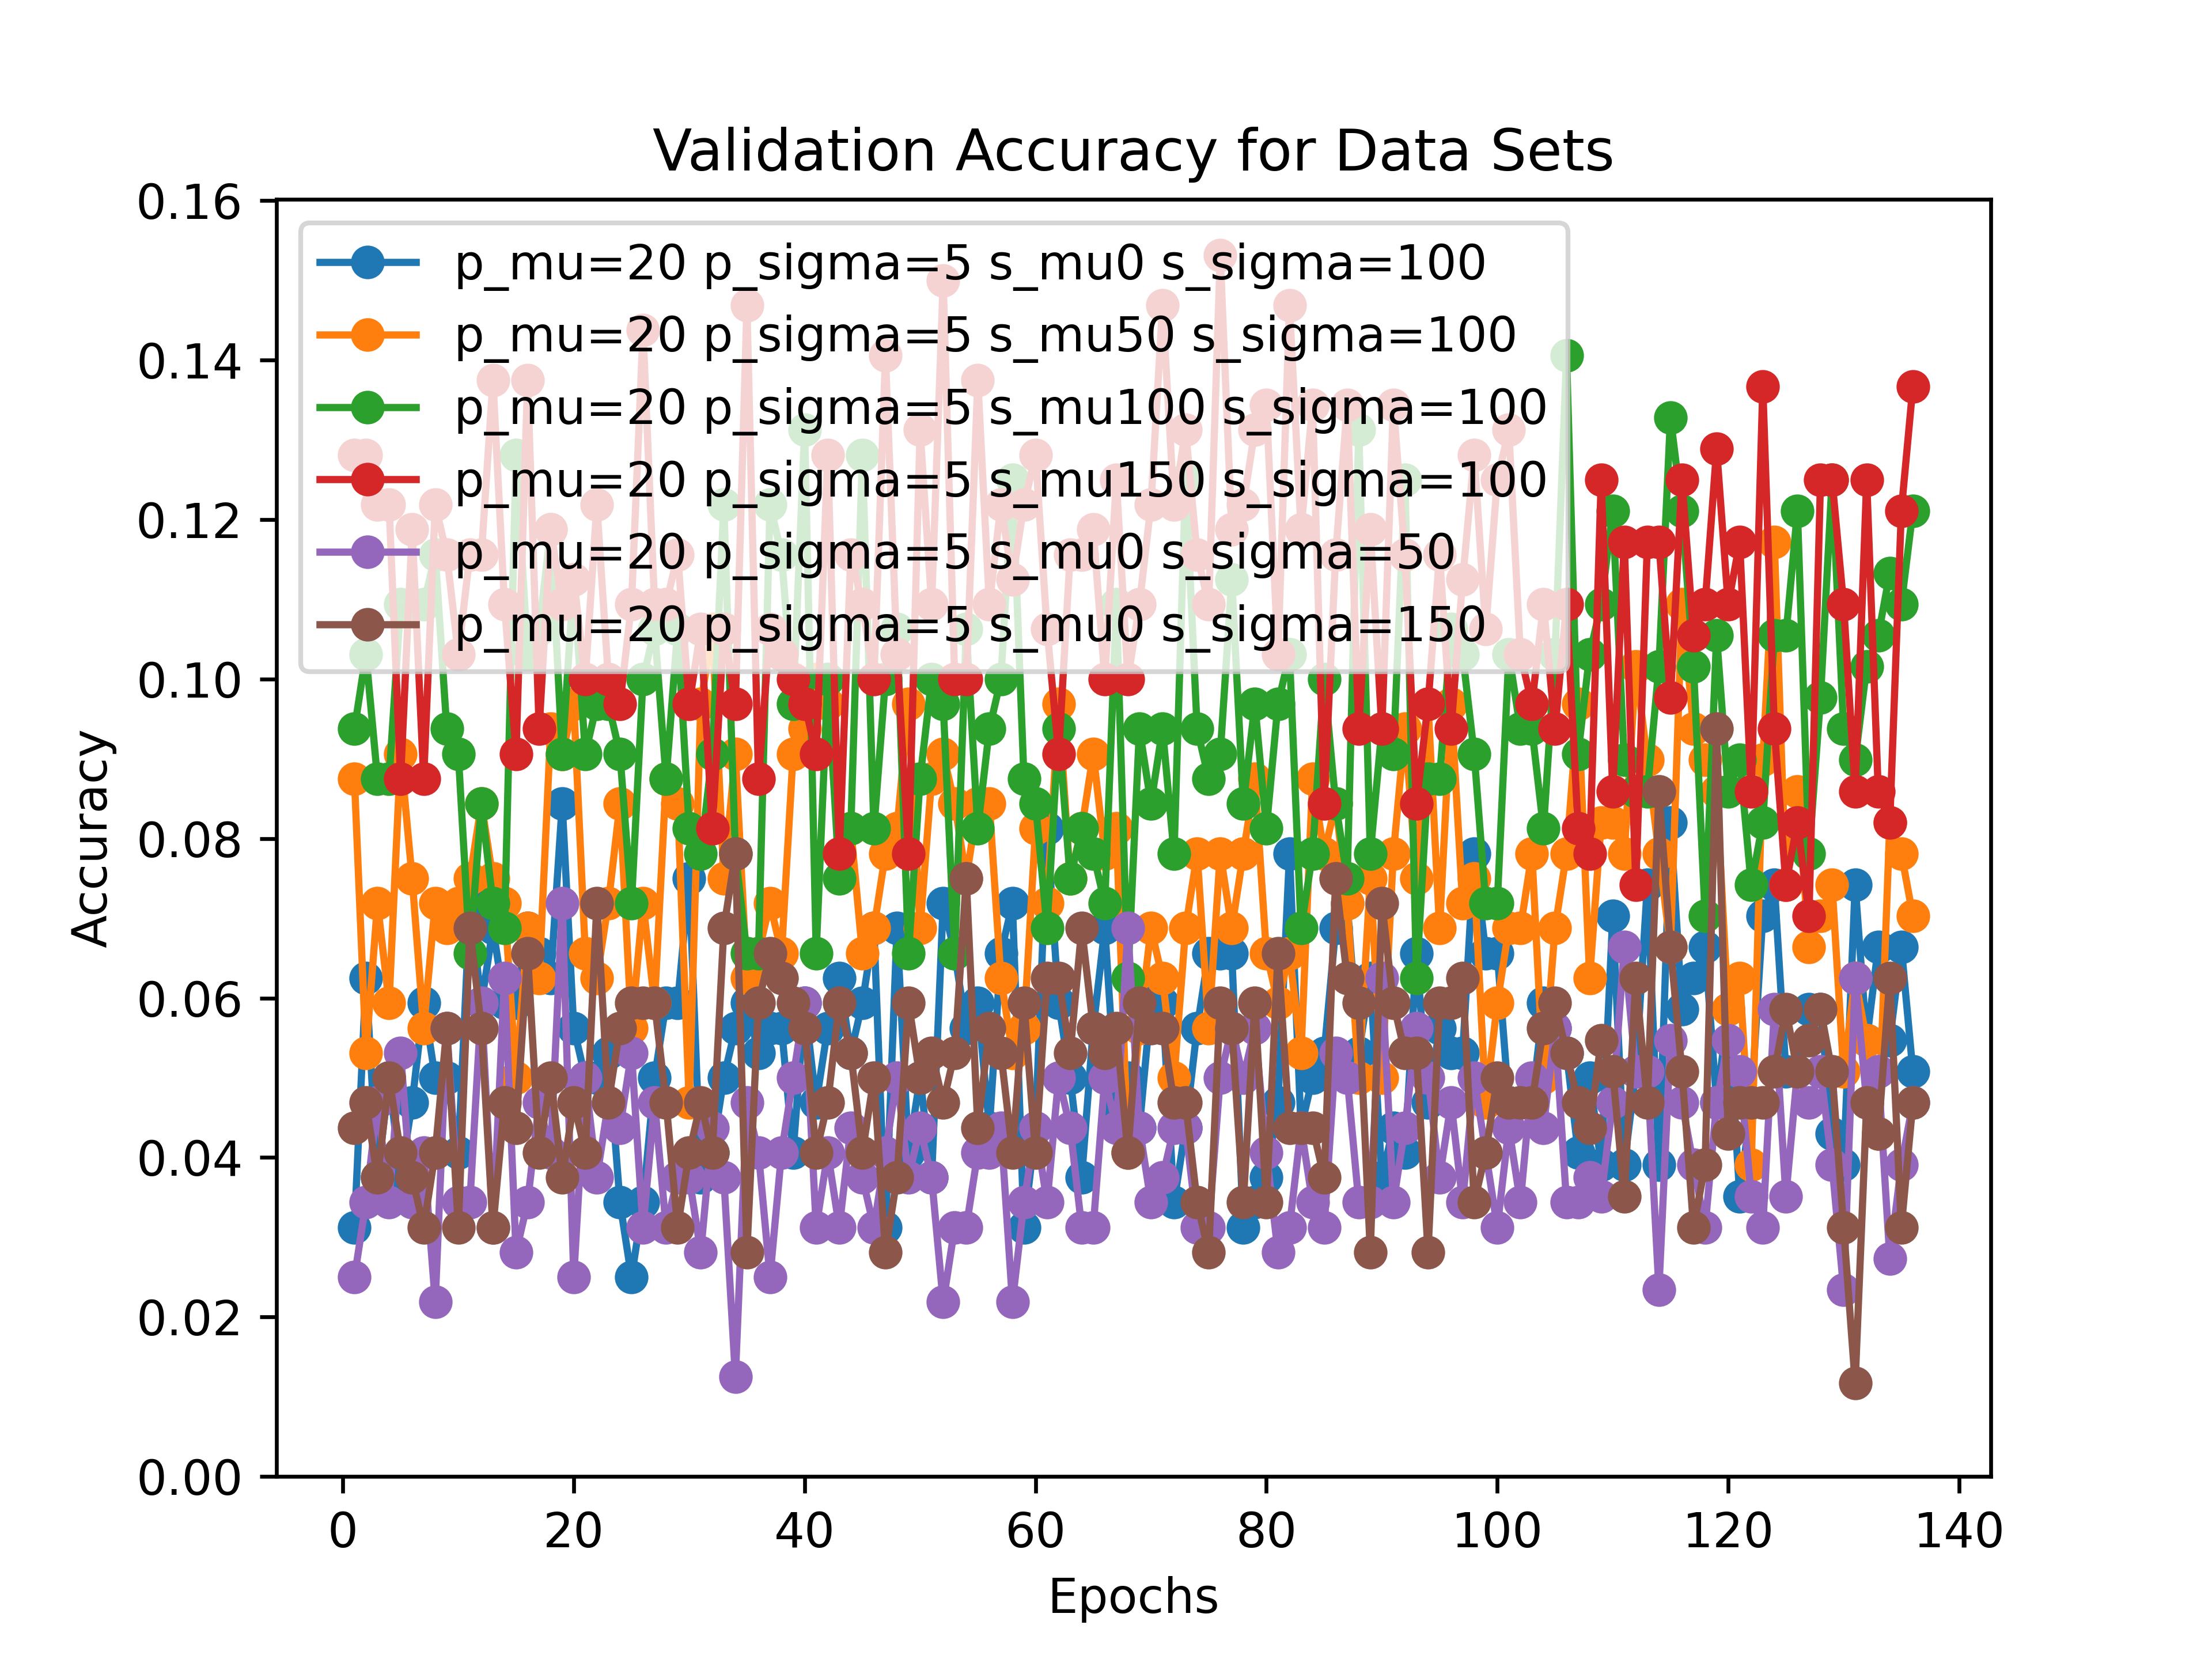 Validation Accuracy for Data Sets
0.16
0.14
0.12
0.10
0.08
0.06
0.04
0.02
0.00
Accuracy
p_mu=20 p_sigma=5 s_mu0 s_sigma=100
p_mu=20 p_sigma=5 s_mu50 s_sigma=100
p_mu=20 p_sigma=5 s_mu100 s_sigma=100
p_mu=20 p_sigma=5 s_mu150 s_sigma=100
p_mu=20 p_sigma=5 s_mu0 s_sigma=50
p_mu=20 p_sigma=5 s_mu0 s_sigma=150
0 20 40 60 80 100 120 140
Epochs